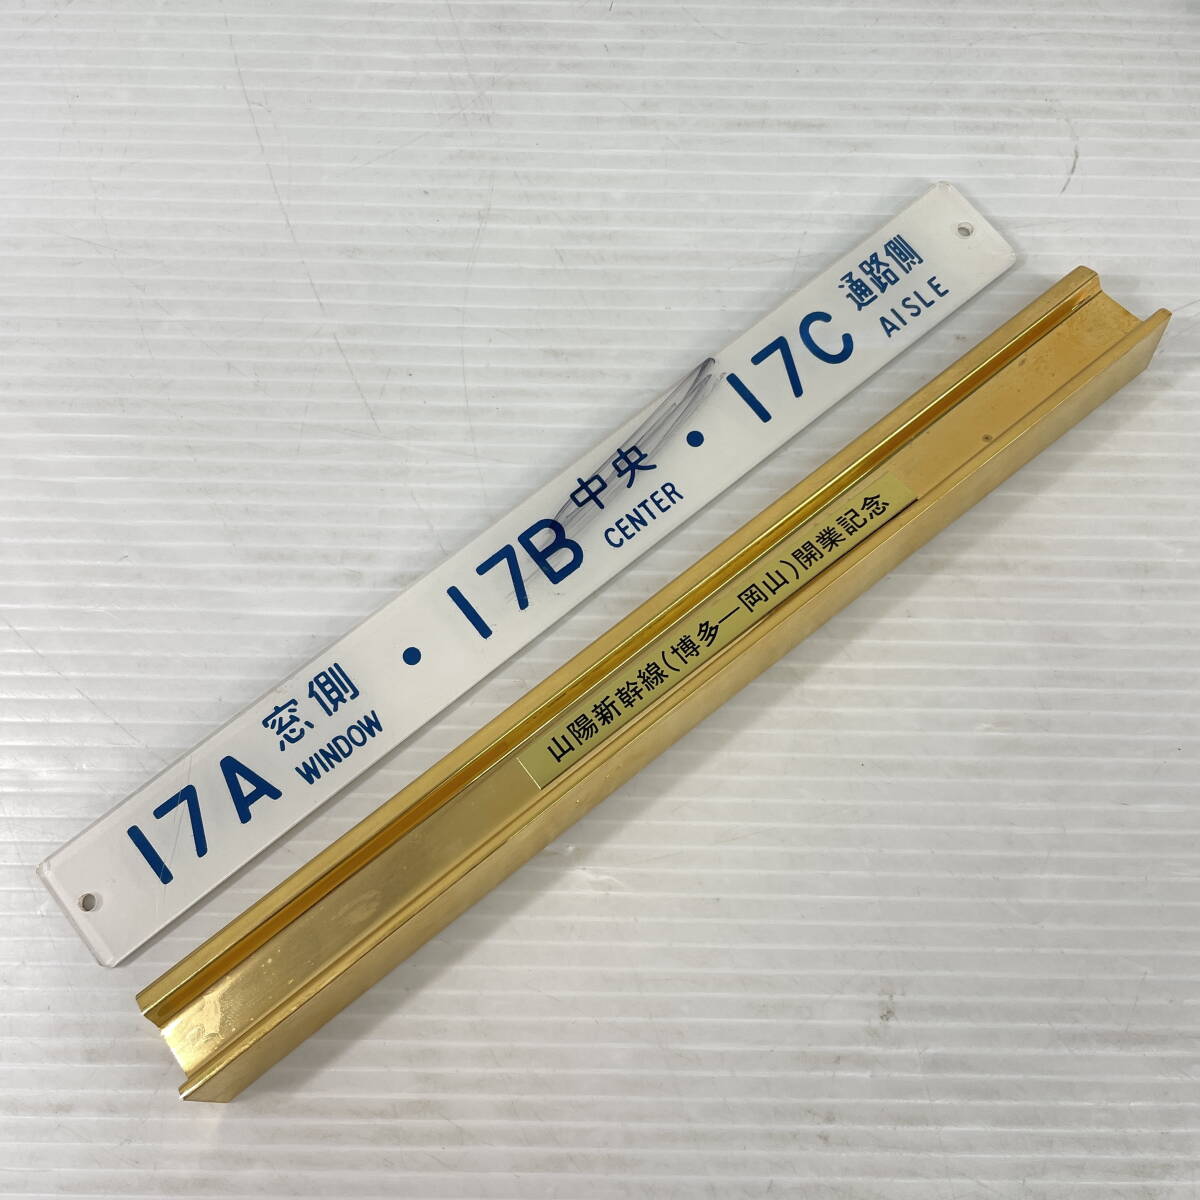 17A 窓側 WINDOW ・ 17B 中央 CENTER ・ 17C 通路側 AISLE
山陽新幹線(博多―岡山)開業記念